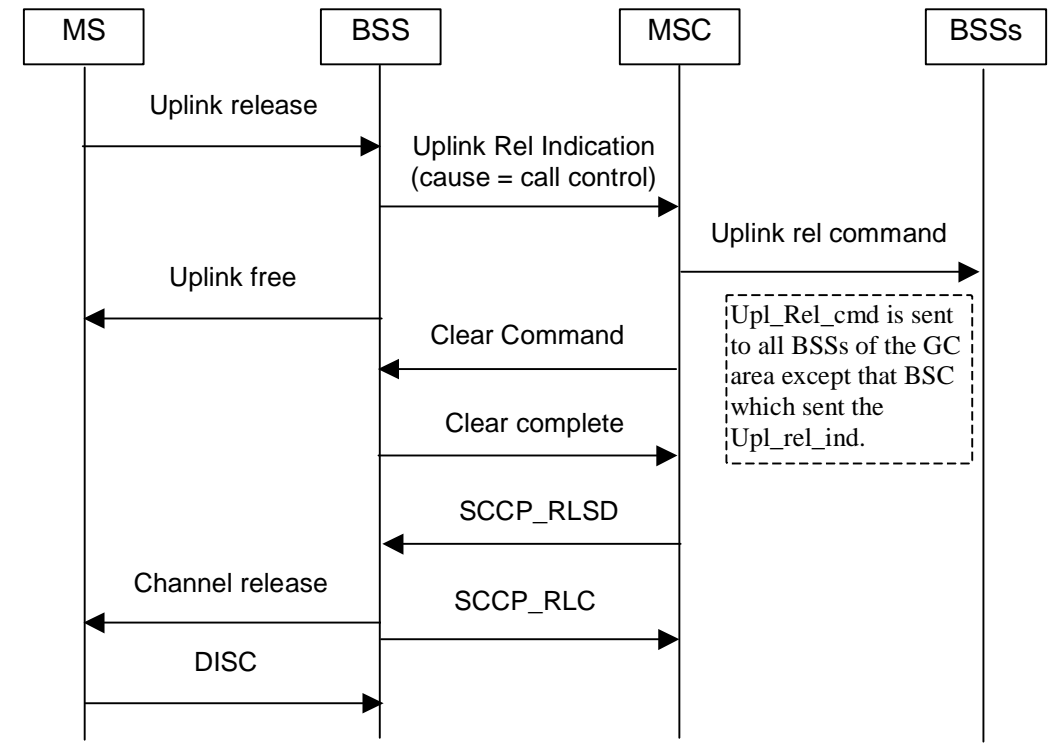 MS
BSS
MSC
BSSs
Uplink release
Uplink Rel Indication
(cause = call control)
Uplink rel command
Uplink free
Upl_Rel_cmd is sent
to all BSSs of the GC
area except that BSC
which sent the
Upl_rel_ind.
Clear Command
Clear complete
SCCP_RLSD
Channel release
SCCP_RLC
DISC